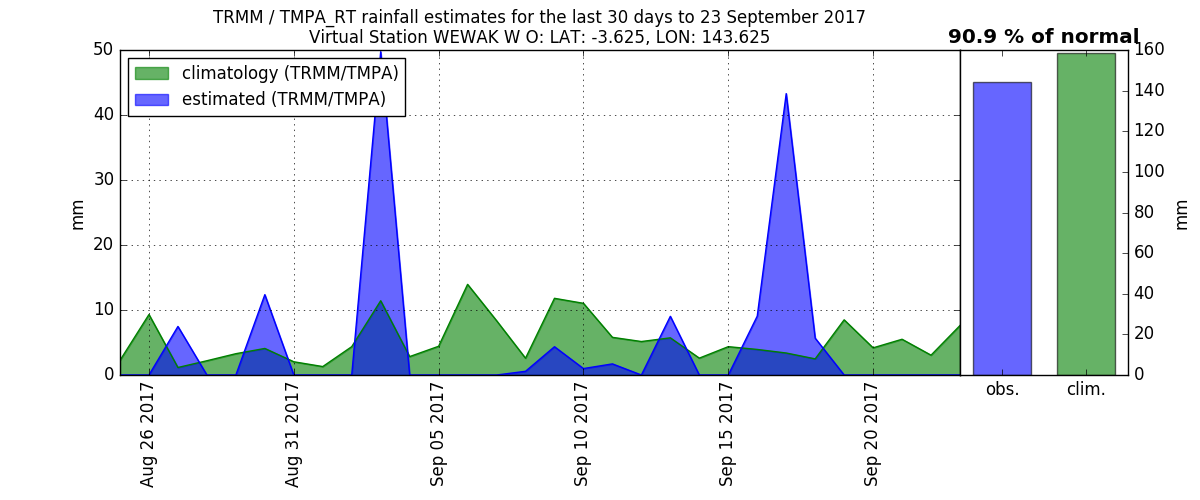 TRMM / TMPA_RT rainfall estimates for the last 30 days to 23 September 2017
Virtual Station WEWAK W O: LAT: -3.625, LON: 143.625
90.9 % of normal
climatology (TRMM/TMPA)
estimated (TRMM/TMPA)
mm
50
40
30
20
10
0
Aug 26 2017
Aug 31 2017
Sep 05 2017
Sep 10 2017
Sep 15 2017
Sep 20 2017
obs.
clim.
160
140
120
100
80
60
40
20
0
mm